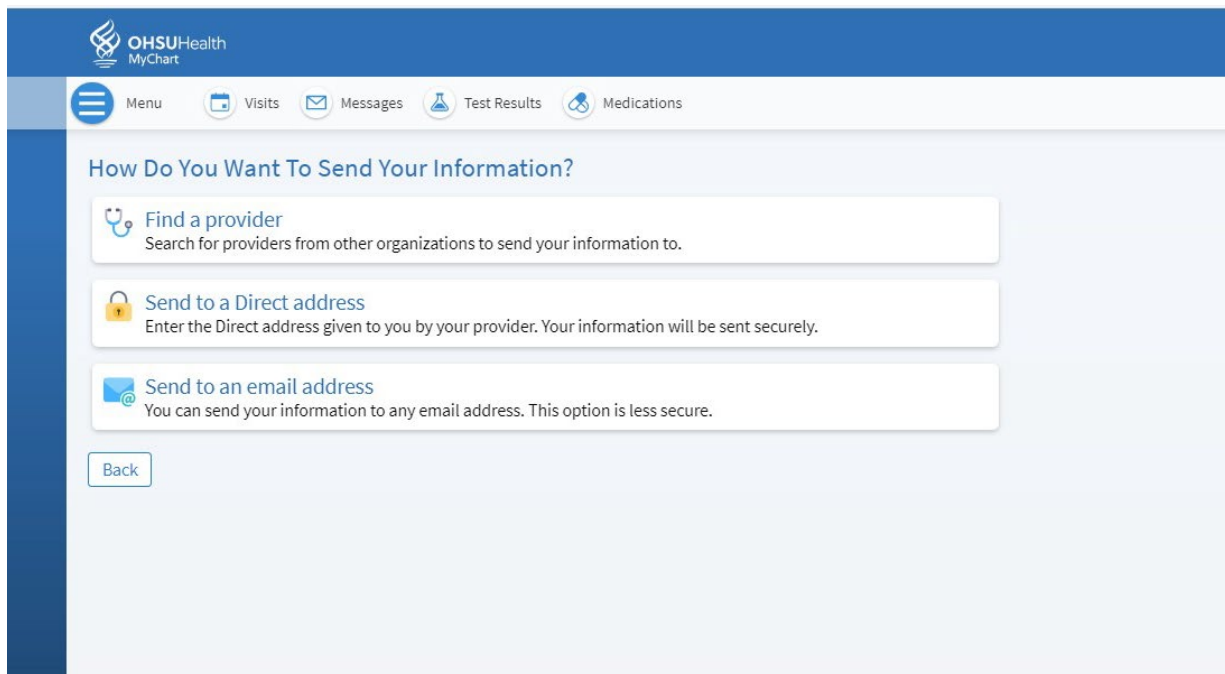 OHSUHealth
MyChart
Menu Visits Messages Test Results Medications
How Do You Want To Send Your Information?
Find a provider
Search for providers from other organizations to send your information to.
Send to a Direct address
Enter the Direct address given to you by your provider. Your information will be sent securely.
Send to an email address
You can send your information to any email address. This option is less secure.
Back